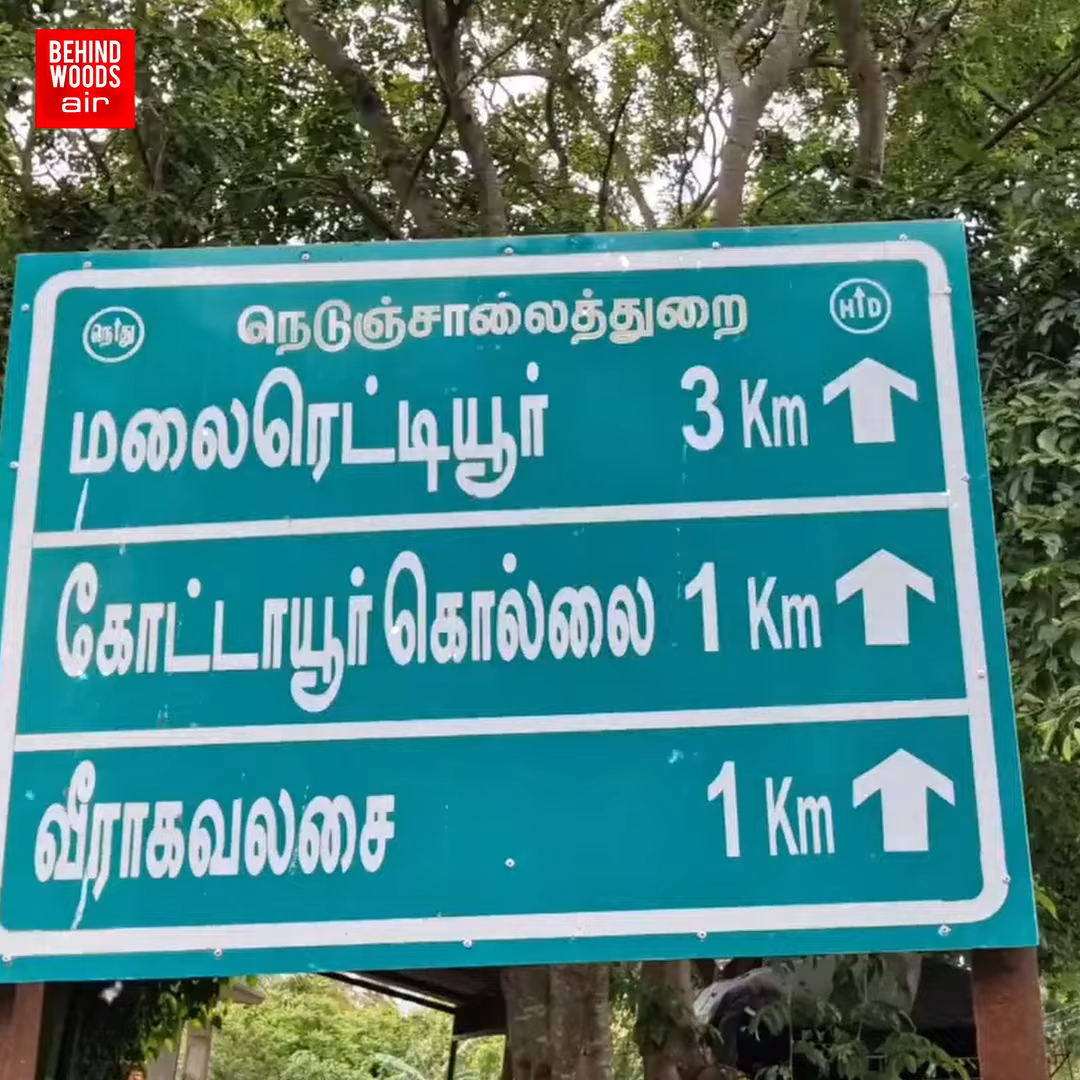 BEHIND
WOODS
air
நெ↑து நெடுஞ்சாலைத்துறை H↑D
மலைரெட்டியூர் 3 Km ↑
கோட்டாயூர் கொல்லை 1 Km ↑
வீராகவலசை 1 Km ↑